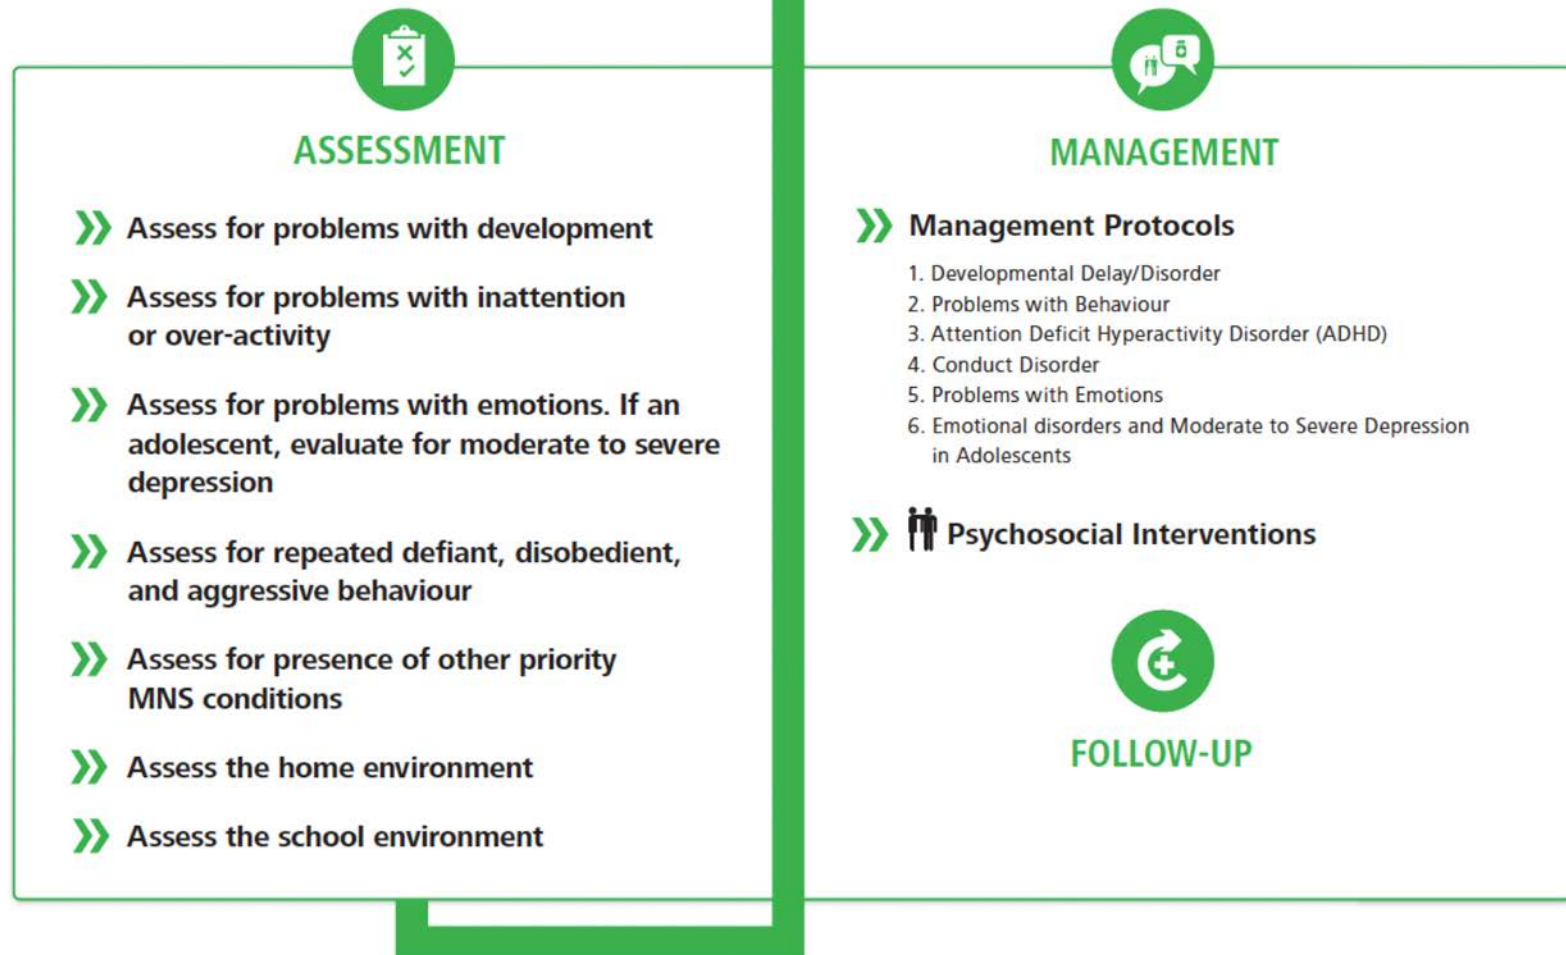 ASSESSMENT
Assess for problems with development
Assess for problems with inattention
or over-activity
Assess for problems with emotions. If an
adolescent, evaluate for moderate to severe
depression
Assess for repeated defiant, disobedient,
and aggressive behaviour
Assess for presence of other priority
MNS conditions
Assess the home environment
Assess the school environment
MANAGEMENT
Management Protocols
1. Developmental Delay/Disorder
2. Problems with Behaviour
3. Attention Deficit Hyperactivity Disorder (ADHD)
4. Conduct Disorder
5. Problems with Emotions
6. Emotional disorders and Moderate to Severe Depression
in Adolescents
Psychosocial Interventions
FOLLOW-UP